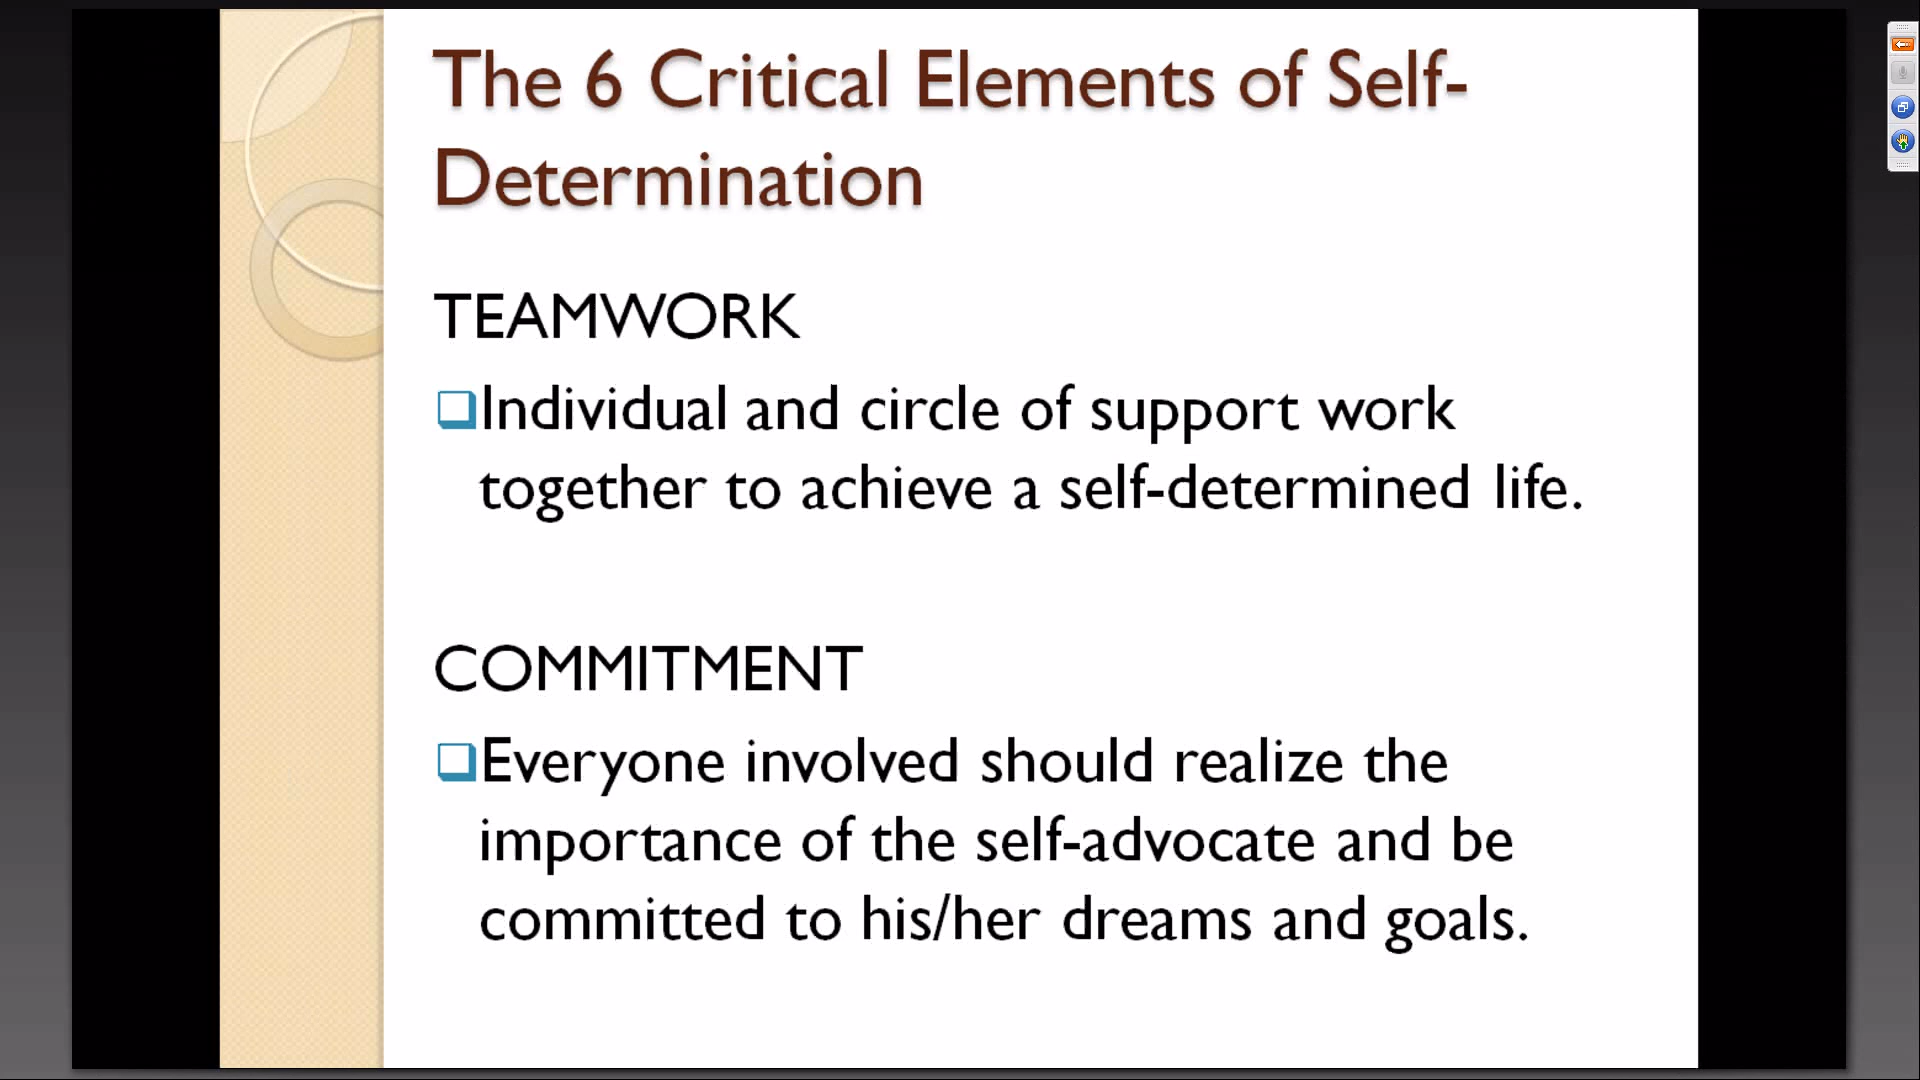 The 6 Critical Elements of Self-
Determination
TEAMWORK
Individual and circle of support work
together to achieve a self-determined life.
COMMITMENT
Everyone involved should realize the
importance of the self-advocate and be
committed to his/her dreams and goals.